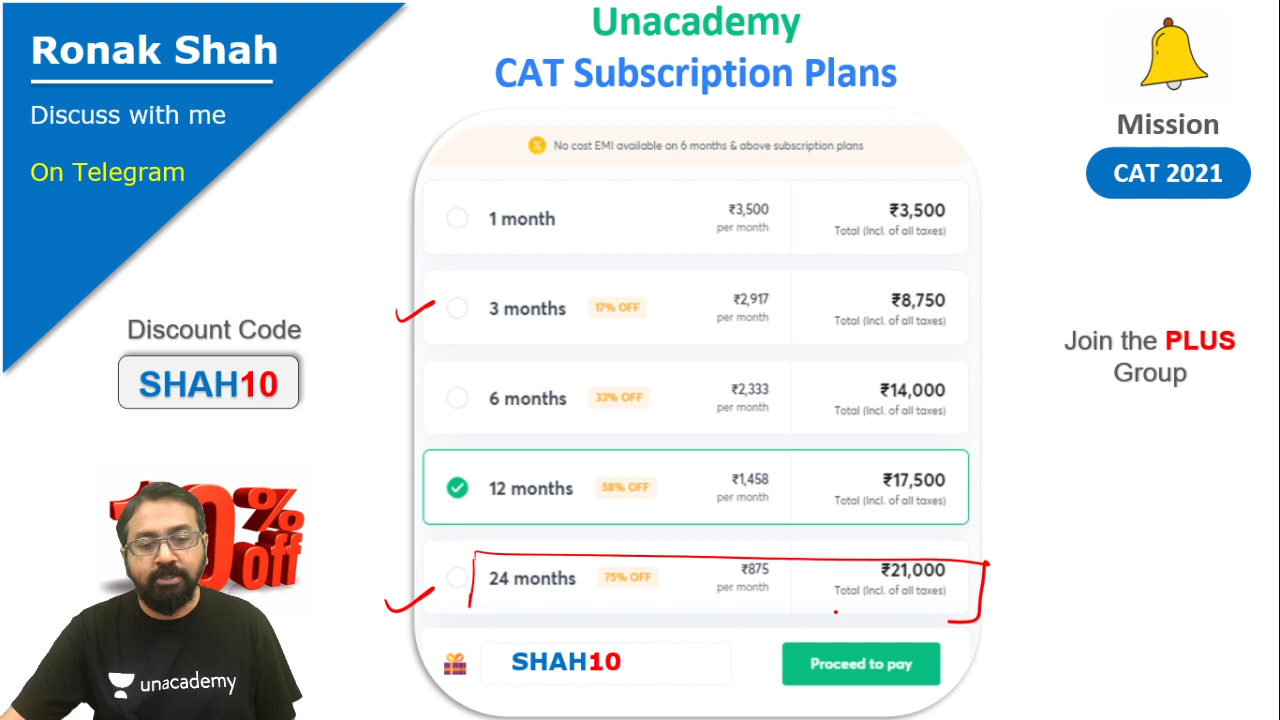 Ronak Shah
Discuss with me
On Telegram
Unacademy
CAT Subscription Plans
Mission
CAT 2021
No cost EMI available on 6 months & above subscription plans
1 month
₹3,500
per month
₹3,500
Total (Incl. of all taxes)
3 months
17% OFF
₹2,917
per month
₹8,750
Total (Incl. of all taxes)
6 months
33% OFF
₹2,333
per month
₹14,000
Total (Incl. of all taxes)
12 months
58% OFF
₹1,458
per month
₹17,500
Total (Incl. of all taxes)
24 months
75% OFF
₹875
per month
₹21,000
Total (Incl. of all taxes)
SHAH10
Proceed to pay
Discount Code
SHAH10
Join the PLUS
Group
%
off
unacademy